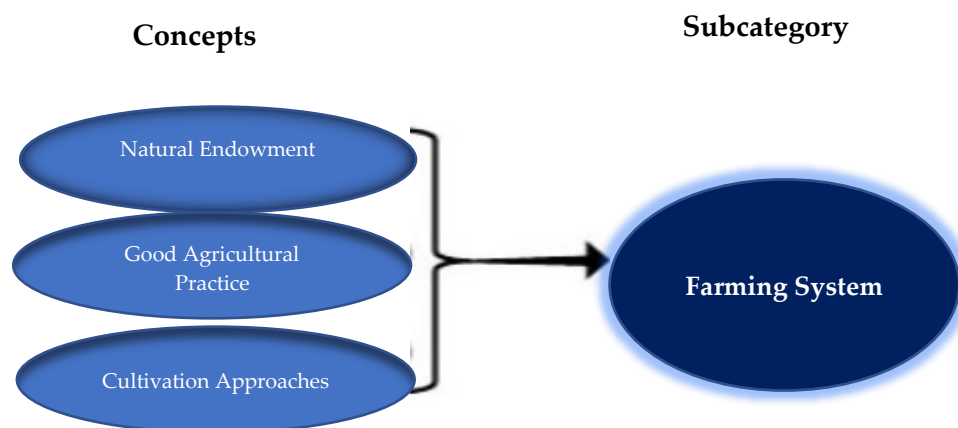 Concepts
Subcategory
Natural Endowment
Good Agricultural
Practice
Farming System
Cultivation Approaches